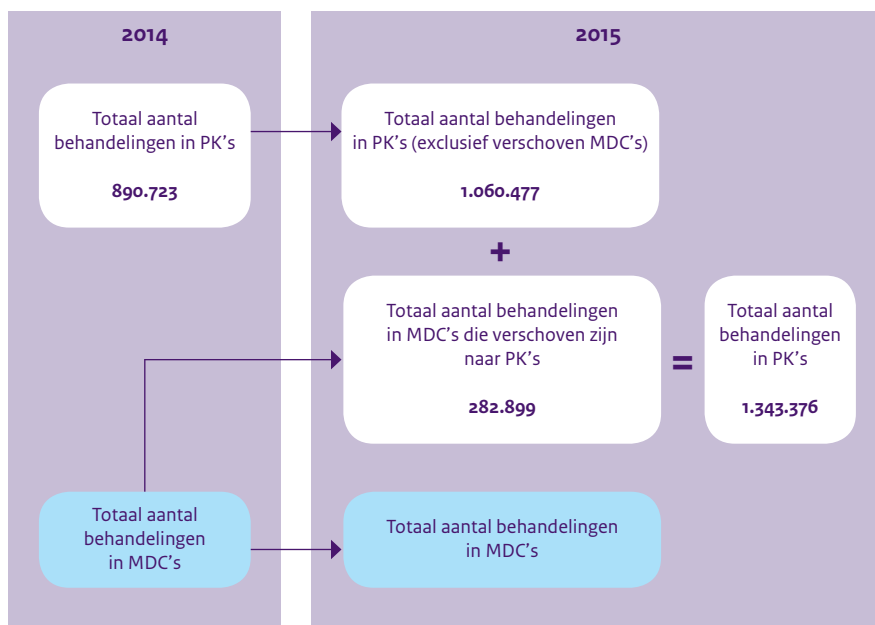 2014
2015
Totaal aantal
behandelingen in PK's
890.723
Totaal aantal behandelingen
in PK's (exclusief verschoven MDC's)
1.060.477
+
Totaal aantal behandelingen
in MDC's die verschoven zijn
naar PK's
282.899
=
Totaal aantal
behandelingen
in PK's
1.343.376
Totaal aantal
behandelingen
in MDC's
Totaal aantal behandelingen
in MDC's